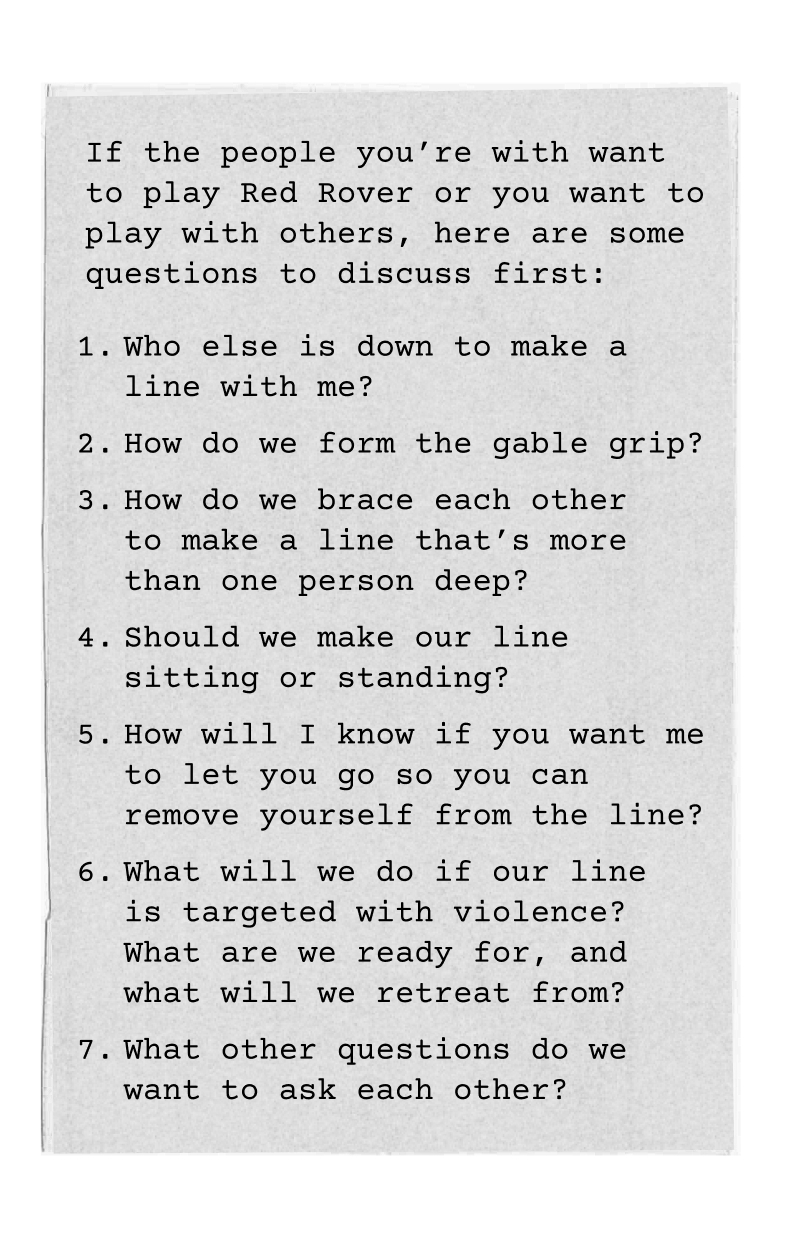 If the people you’re with want
to play Red Rover or you want to
play with others, here are some
questions to discuss first:
1. Who else is down to make a
line with me?
2. How do we form the gable grip?
3. How do we brace each other
to make a line that’s more
than one person deep?
4. Should we make our line
sitting or standing?
5. How will I know if you want me
to let you go so you can
remove yourself from the line?
6. What will we do if our line
is targeted with violence?
What are we ready for, and
what will we retreat from?
7. What other questions do we
want to ask each other?